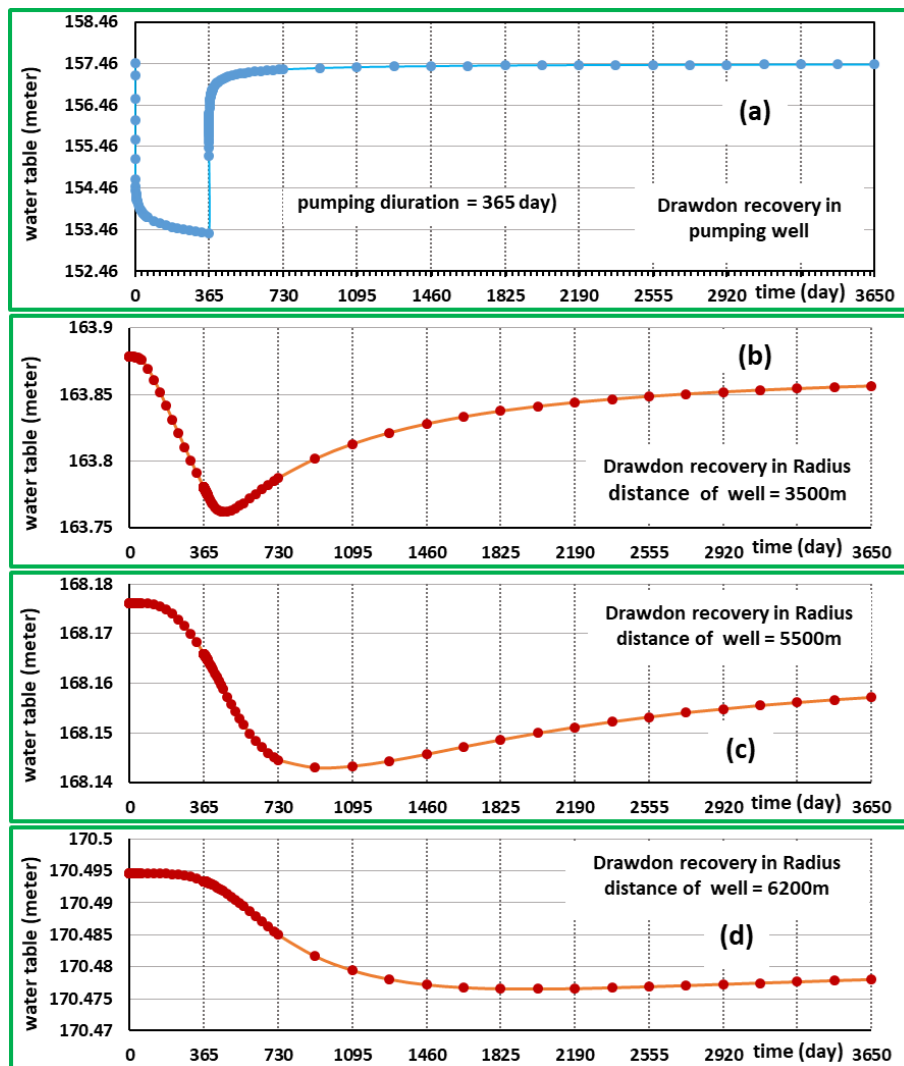 158.46
157.46
156.46
155.46
154.46
153.46
152.46
water table (meter)
(a)
pumping diuration = 365 day)
Drawdon recovery in
pumping well
0 365 730 1095 1460 1825 2190 2555 2920 3650
time (day)
163.9
163.85
163.8
163.75
water table (meter)
(b)
Drawdon recovery in Radius
distance of well = 3500m
0 365 730 1095 1460 1825 2190 2555 2920 3650
time (day)
168.18
168.17
168.16
168.15
168.14
water table (meter)
Drawdon recovery in Radius
distance of well = 5500m
(c)
0 365 730 1095 1460 1825 2190 2555 2920 3650
time (day)
170.5
170.495
170.49
170.485
170.48
170.475
170.47
water table (meter)
Drawdon recovery in Radius
distance of well = 6200m
(d)
0 365 730 1095 1460 1825 2190 2555 2920 3650
time (day)